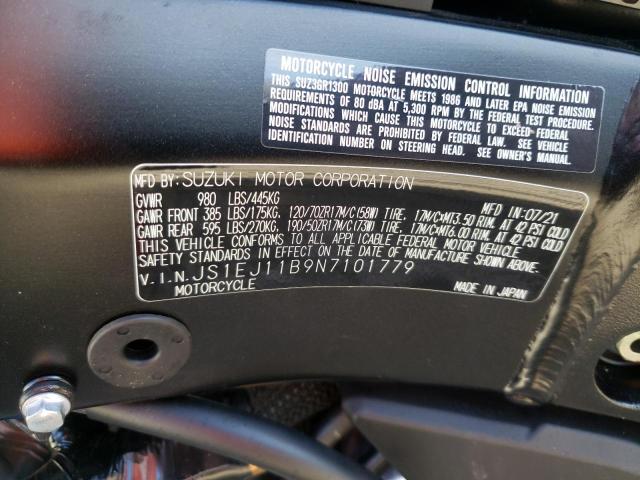 MOTORCYCLE NOISE EMISSION CONTROL INFORMATION
THIS SUZ3GR1300 MOTORCYCLE MEETS 1986 AND LATER EPA NOISE EMISSION
REQUIREMENTS OF 80 dBA AT 5,300 RPM BY THE FEDERAL TEST PROCEDURE.
MODIFICATIONS WHICH CAUSE THIS MOTORCYCLE TO EXCEED FEDERAL
NOISE STANDARDS ARE PROHIBITED BY FEDERAL LAW. SEE VEHICLE
IDENTIFICATION NUMBER ON STEERING HEAD. SEE OWNER'S MANUAL.
MFD BY:SUZUKI MOTOR CORPORATION
MFD IN:07/21
GVWR 980 LBS/445KG
GAWR FRONT 385 LBS/175KG. 120/70ZR17M/C(58W) TIRE. 17M/C×MT3.50 RIM. AT 42 PSI COLD
GAWR REAR 595 LBS/270KG. 190/50ZR17M/C(73W) TIRE. 17M/C×MT6.00 RIM. AT 42 PSI COLD
THIS VEHICLE CONFORMS TO ALL APPLICABLE FEDERAL MOTOR VEHICLE
SAFETY STANDARDS IN EFFECT ON THE DATE OF MANUFACTURE SHOWN ABOVE.
V.I.N.JS1EJ11B9N7101779
MOTORCYCLE
MADE IN JAPAN